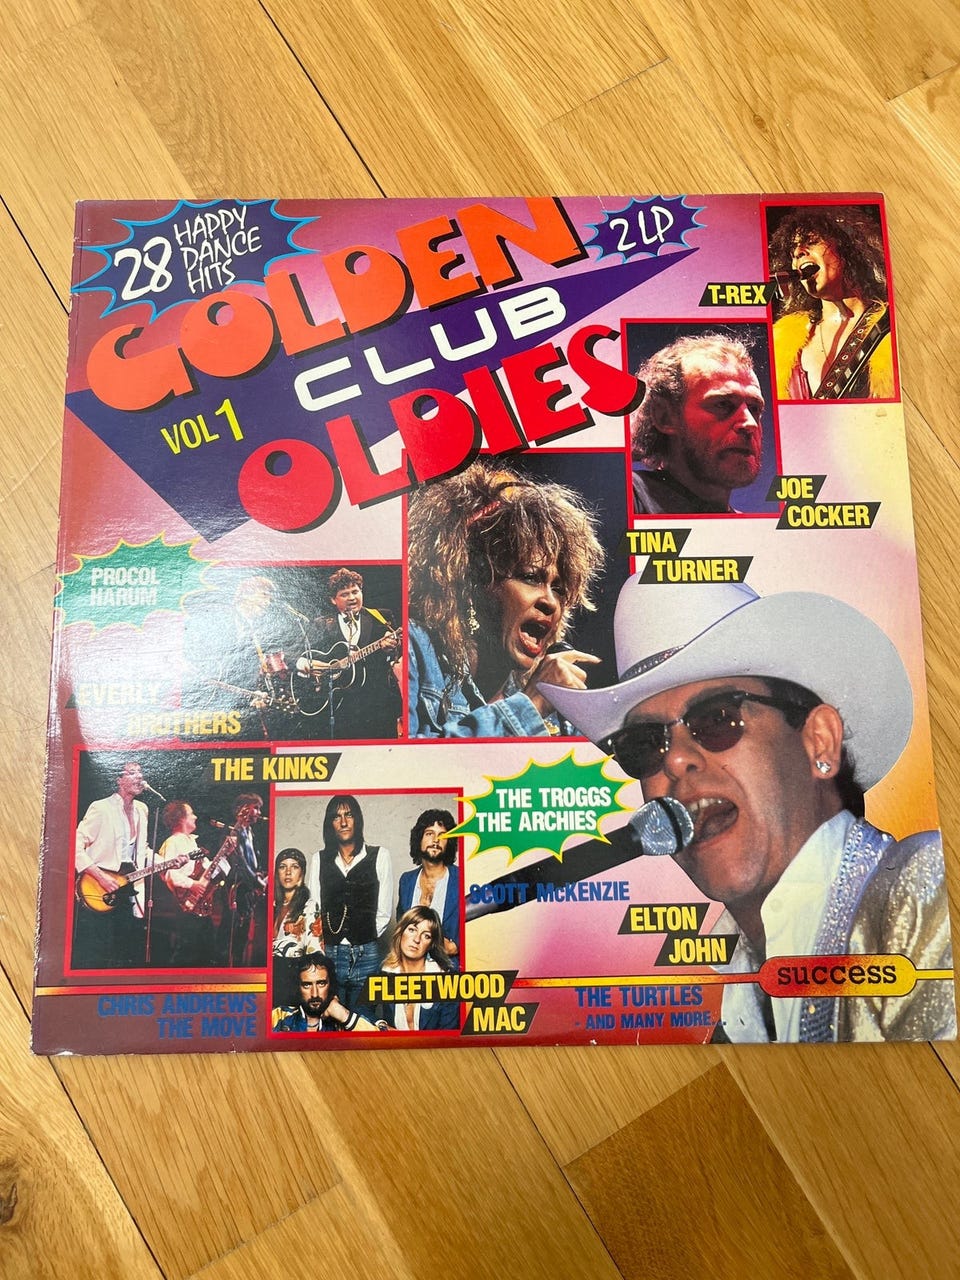 28 HAPPY
DANCE
HITS
GOLDEN
CLUB
OLDIES
VOL 1
2 LP
T-REX
JOE
COCKER
TINA
TURNER
PROCOL
HARUM
EVERLY
BROTHERS
THE KINKS
THE TROGGS
THE ARCHIES
SCOTT McKENZIE
ELTON
JOHN
success
FLEETWOOD
MAC
CHRIS ANDREWS
THE MOVE
THE TURTLES
- AND MANY MORE...